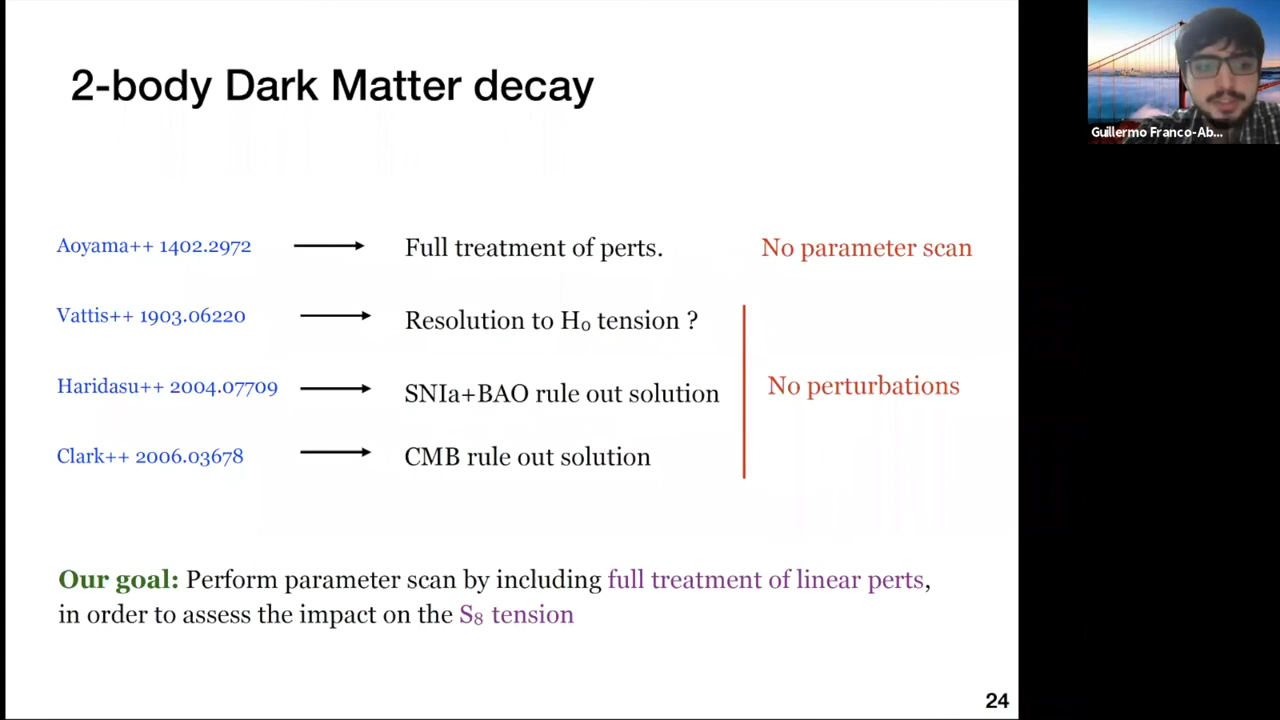 2-body Dark Matter decay
Guillermo Franco-Ab...
Aoyama++ 1402.2972 Full treatment of perts. No parameter scan
Vattis++ 1903.06220 Resolution to H₀ tension ?
Haridasu++ 2004.07709 SNIa+BAO rule out solution No perturbations
Clark++ 2006.03678 CMB rule out solution
Our goal: Perform parameter scan by including full treatment of linear perts,
in order to assess the impact on the S₈ tension
24